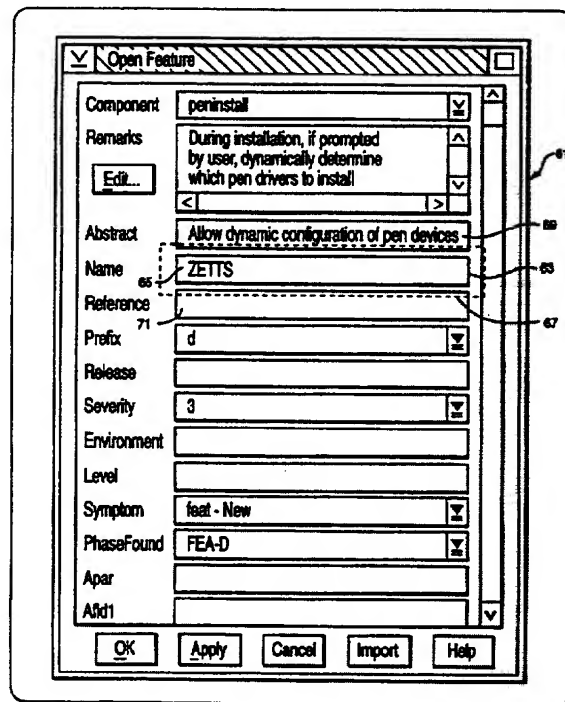 Open Feature
Component peninstall
Remarks During installation, if prompted
by user, dynamically determine
which pen drivers to install
Edit...
61
Abstract Allow dynamic configuration of pen devices 69
Name ZETTS 63
65
Reference
71 67
Prefix d
Release
Severity 3
Environment
Level
Symptom feat - New
PhaseFound FEA-D
Apar
Afid1
OK Apply Cancel Import Help